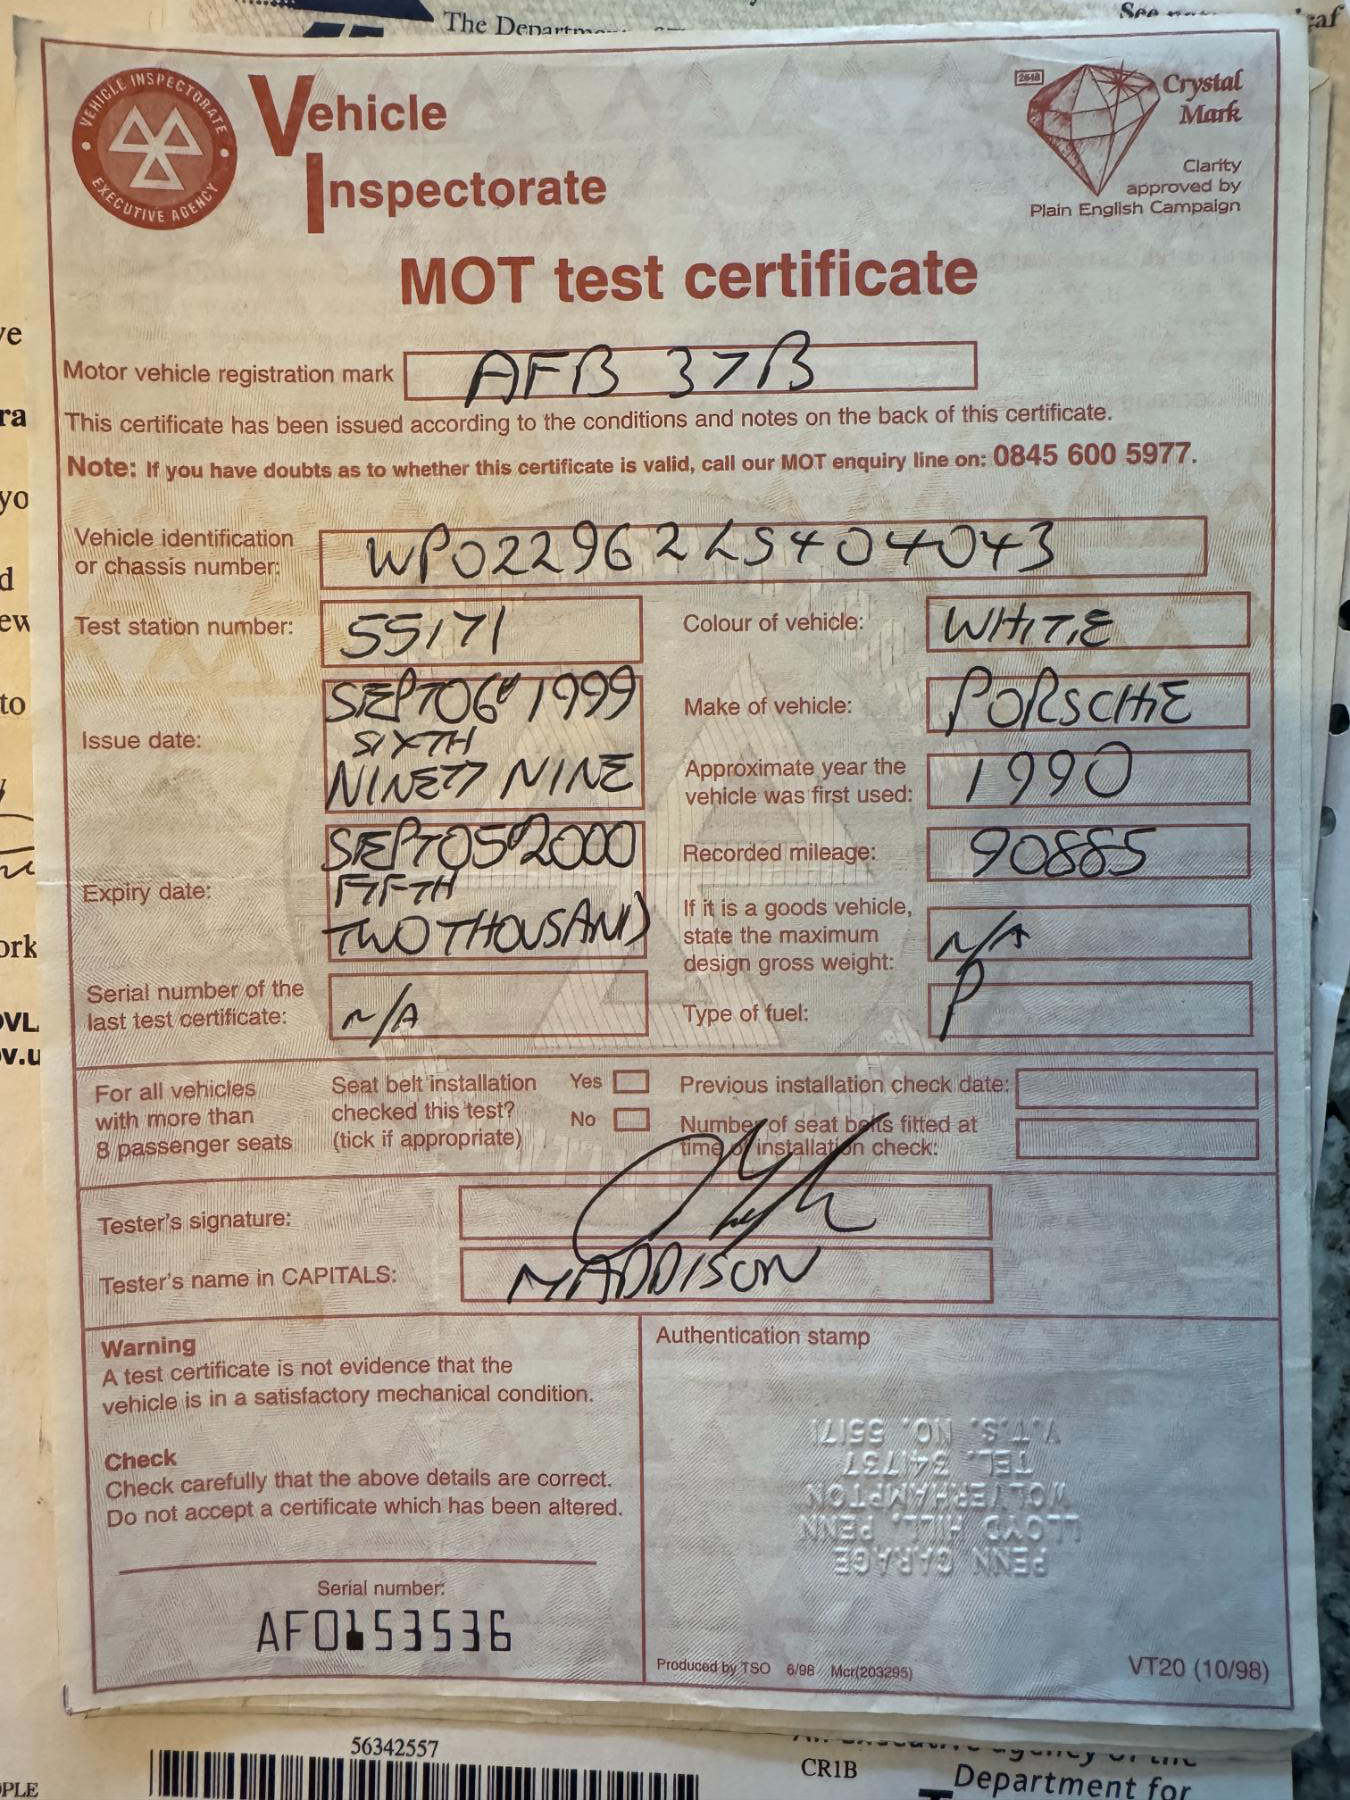 The Department
VEHICLE INSPECTORATE
EXECUTIVE AGENCY
Vehicle
Inspectorate
2848
Crystal
Mark
Clarity
approved by
Plain English Campaign
MOT test certificate
Motor vehicle registration mark AFB 37B
This certificate has been issued according to the conditions and notes on the back of this certificate.
Note: If you have doubts as to whether this certificate is valid, call our MOT enquiry line on: 0845 600 5977.
Vehicle identification
or chassis number: WP0229622LS404043
Test station number: 55171
Colour of vehicle: WHITE
Issue date: SEPT 06th 1999
SIXTH
NINETY NINE
Make of vehicle: PORSCHE
Approximate year the
vehicle was first used: 1990
Expiry date: SEPT 05th 2000
FIFTH
TWO THOUSAND
Recorded mileage: 90885
If it is a goods vehicle,
state the maximum
design gross weight: N/A
Serial number of the
last test certificate: N/A
Type of fuel: P
For all vehicles
with more than
8 passenger seats
Seat belt installation
checked this test?
(tick if appropriate)
Yes
No
Previous installation check date:
Number of seat belts fitted at
time of installation check:
Tester's signature:
Tester's name in CAPITALS: MADDISON
Warning
A test certificate is not evidence that the
vehicle is in a satisfactory mechanical condition.
Check
Check carefully that the above details are correct.
Do not accept a certificate which has been altered.
Serial number:
AF0153536
Authentication stamp
PENN GARAGE
LLOYD HILL, PENN
WOLVERHAMPTON
TEL. 341737
V.T.S. NO. 55171
Produced by TSO 6/98 Mcr(203295)
VT20 (10/98)
56342557
CR1B
Department for